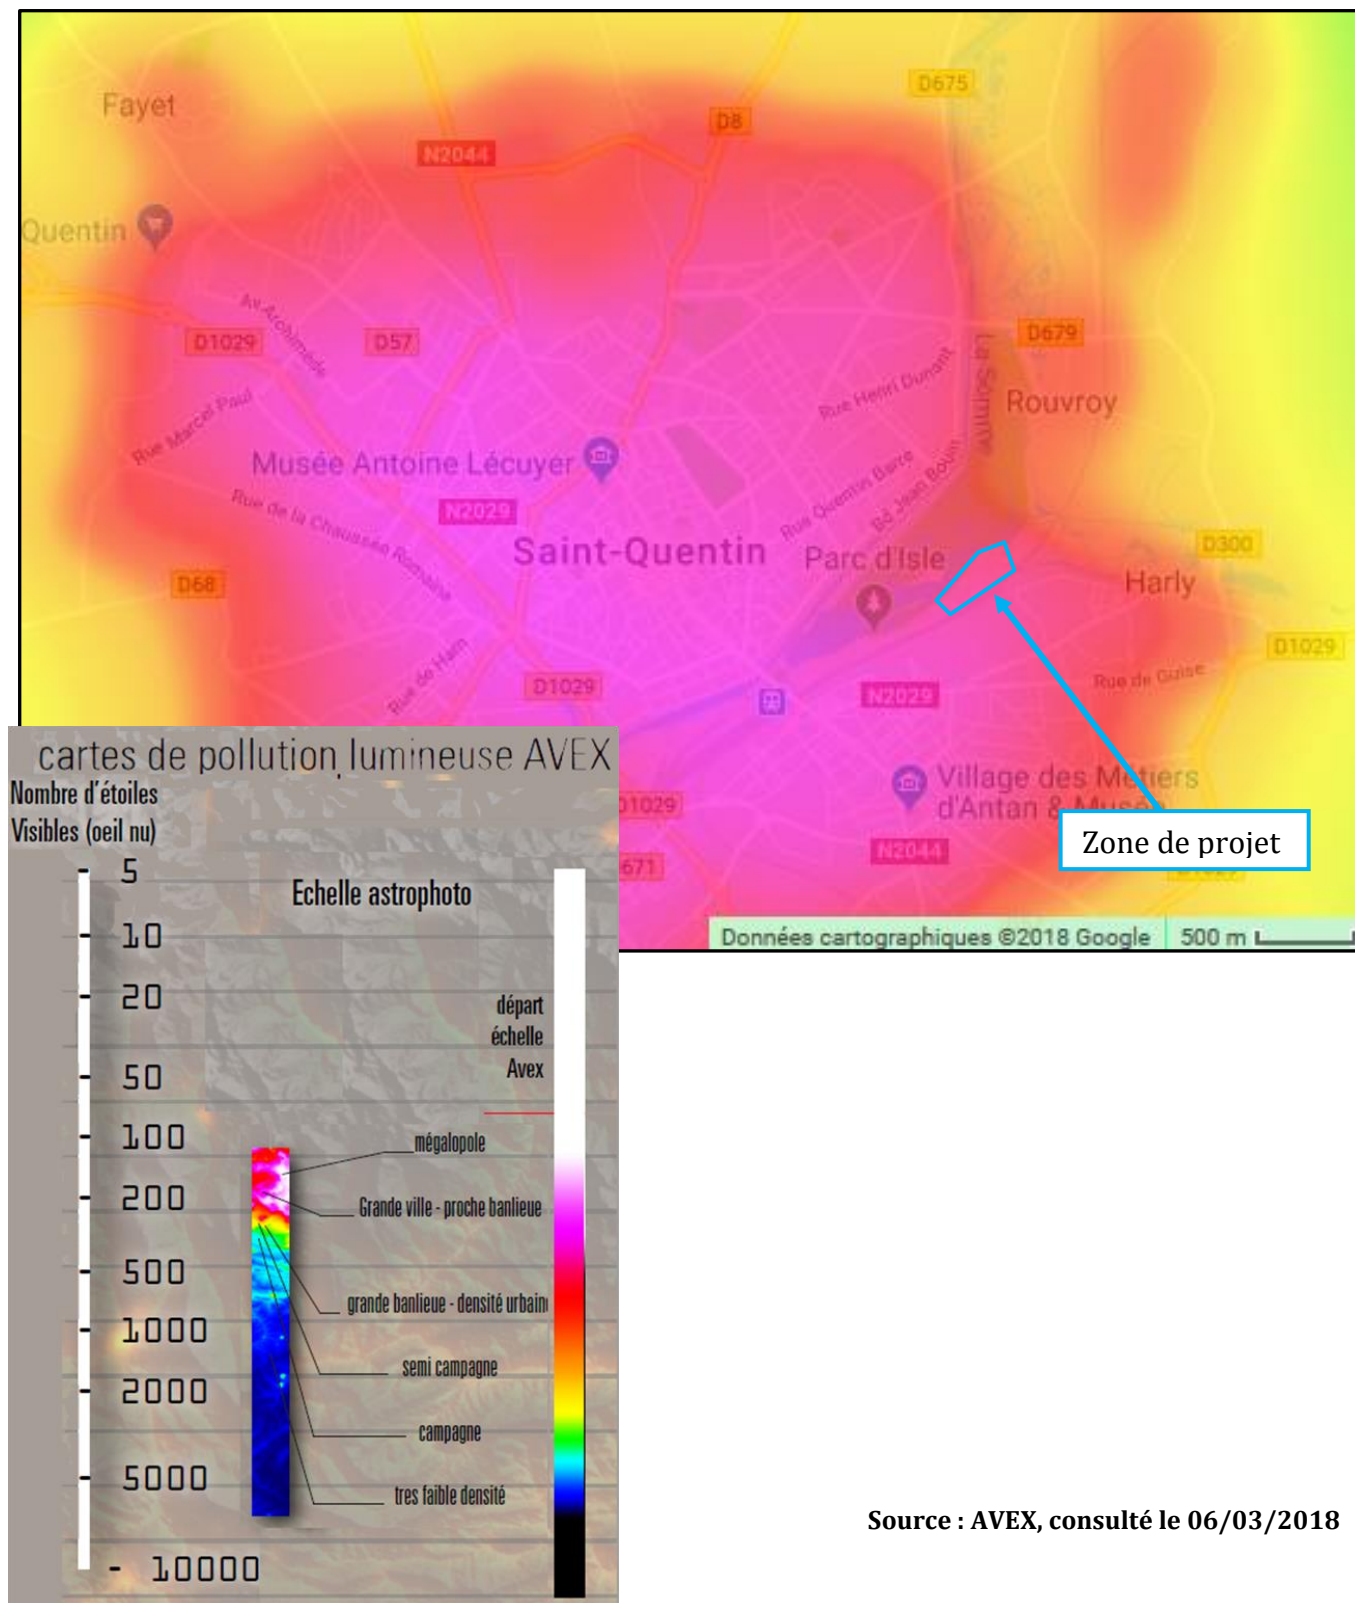 Fayet
D675
D8
N2044
Quentin
Av. Archimède
D1029
D57
D679
La Somme
Rue Henri Dunant
Rouvroy
Rue Marcel Paul
Musée Antoine Lécuyer
Rue Quentin Barre
Bd Jean Bouin
Rue de la Chaussée Romaine
N2029
Saint-Quentin
Parc d'Isle
D300
D68
Harly
D1029
Rue de Ham
D1029
Rue de Guise
N2029
Village des Métiers
d'Antan & Musée
D1029
Zone de projet
N2044
671
Données cartographiques ©2018 Google
500 m
cartes de pollution lumineuse AVEX
Nombre d'étoiles
Visibles (oeil nu)
5
Echelle astrophoto
10
20
départ
échelle
Avex
50
100
mégalopole
200
Grande ville - proche banlieue
500
grande banlieue - densité urbain
1000
semi campagne
2000
campagne
5000
tres faible densité
- 10000
Source : AVEX, consulté le 06/03/2018